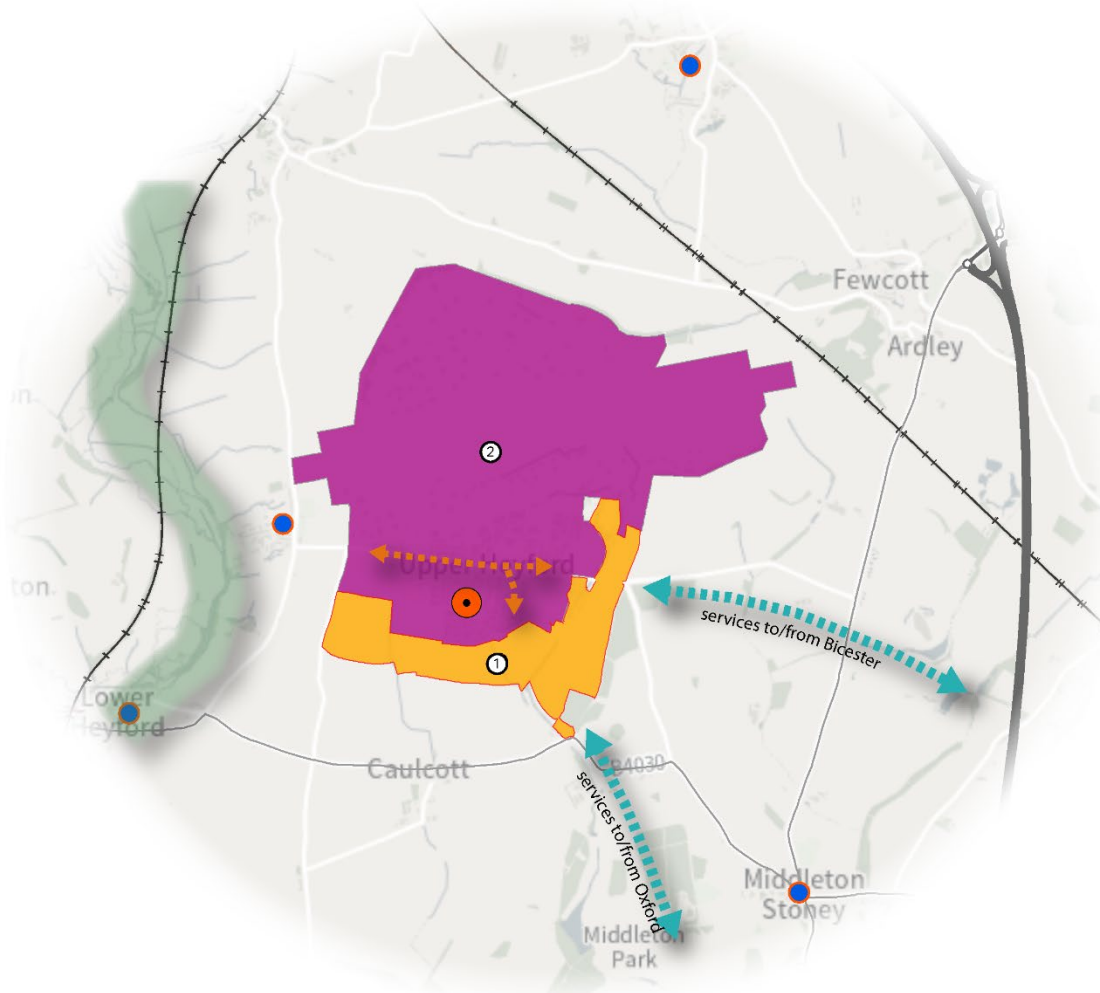 Fewcott
Ardley
2
Upper Heyford
services to/from Bicester
1
Lower
Heyford
Caulcott
B4030
services to/from Oxford
Middleton
Stoney
Middleton
Park